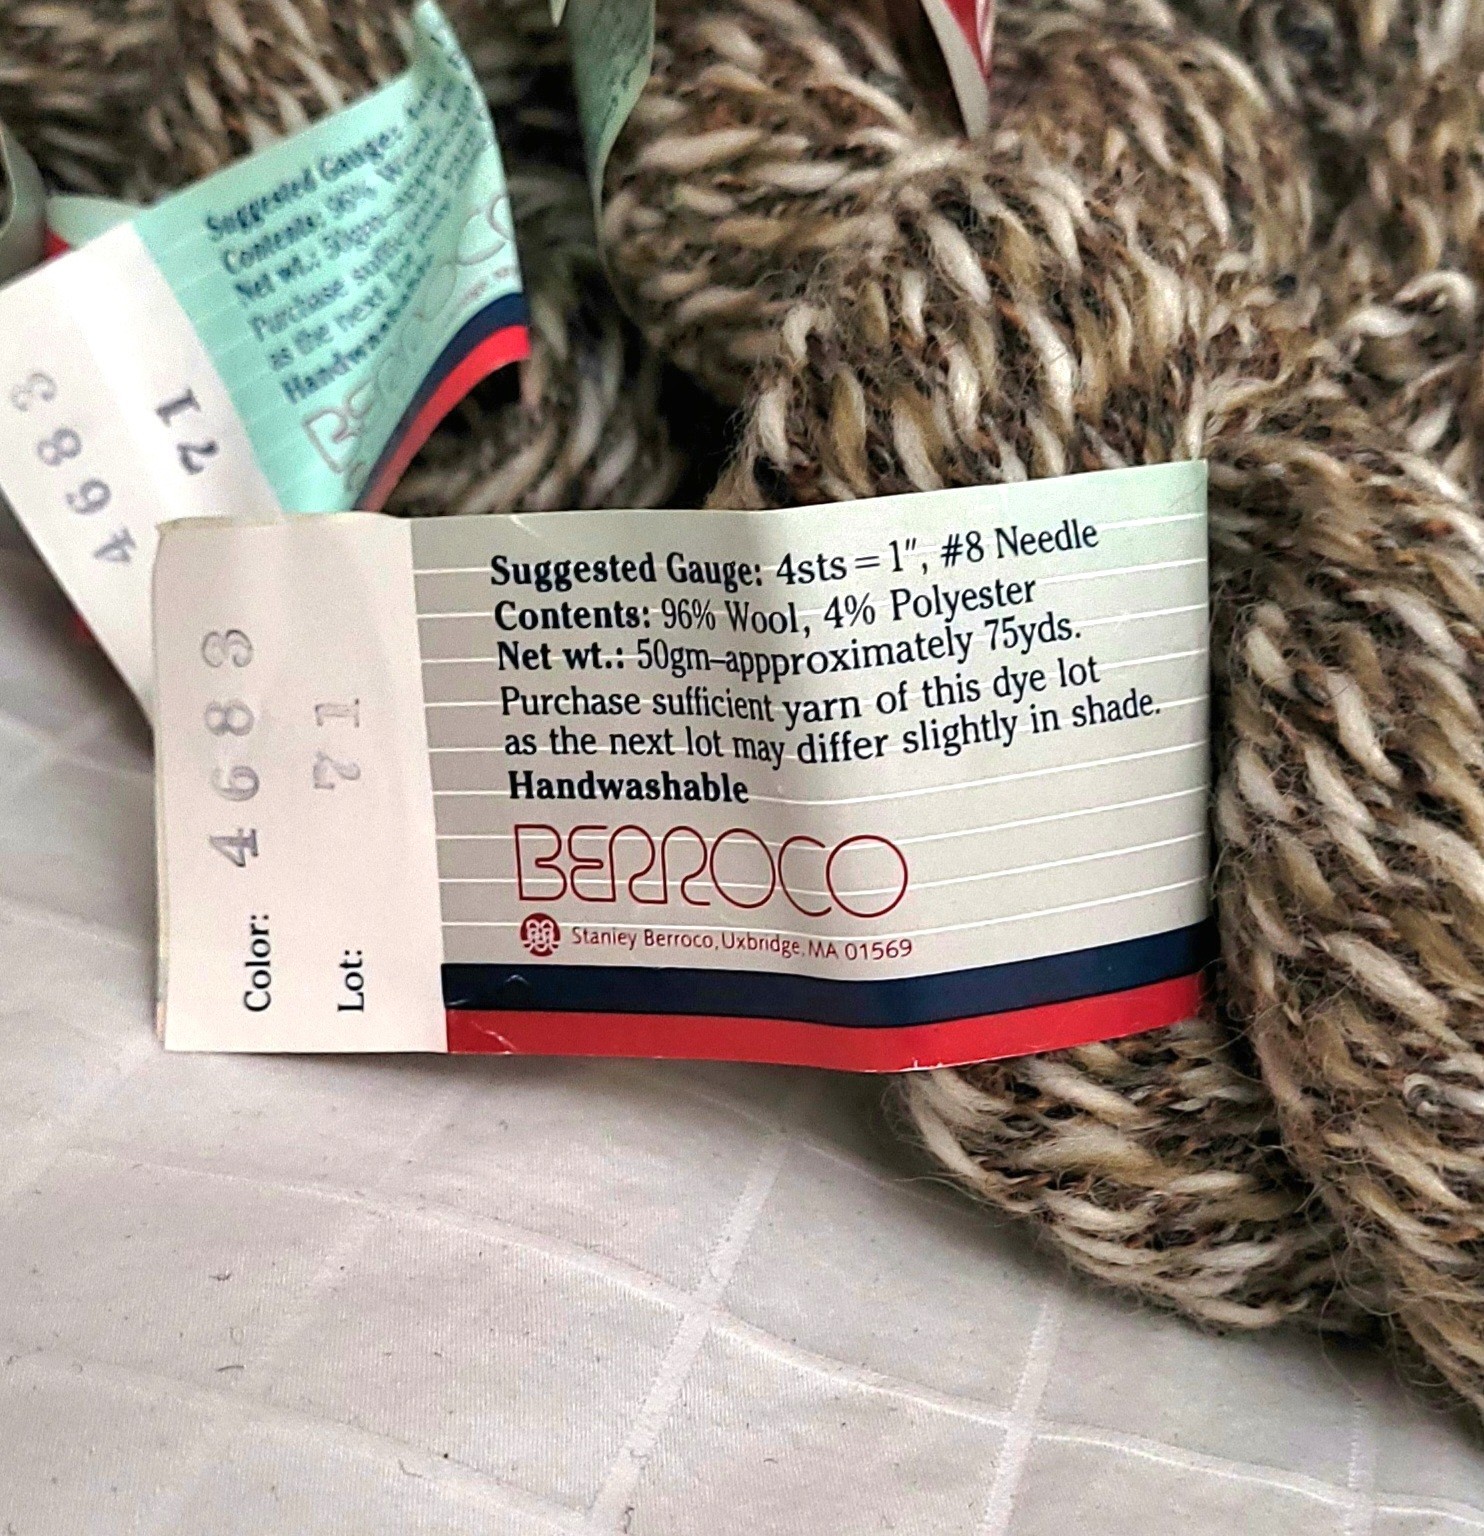 Suggested Gauge:
Contents: 96%
Net wt.: 50gm
Purchase
as the next
4683
71
Suggested Gauge: 4sts = 1", #8 Needle
Contents: 96% Wool, 4% Polyester
Net wt.: 50gm–appproximately 75yds.
Purchase sufficient yarn of this dye lot
as the next lot may differ slightly in shade.
Handwashable
BERROCO
Stanley Berroco, Uxbridge, MA 01569
Color: 4683
Lot: 71